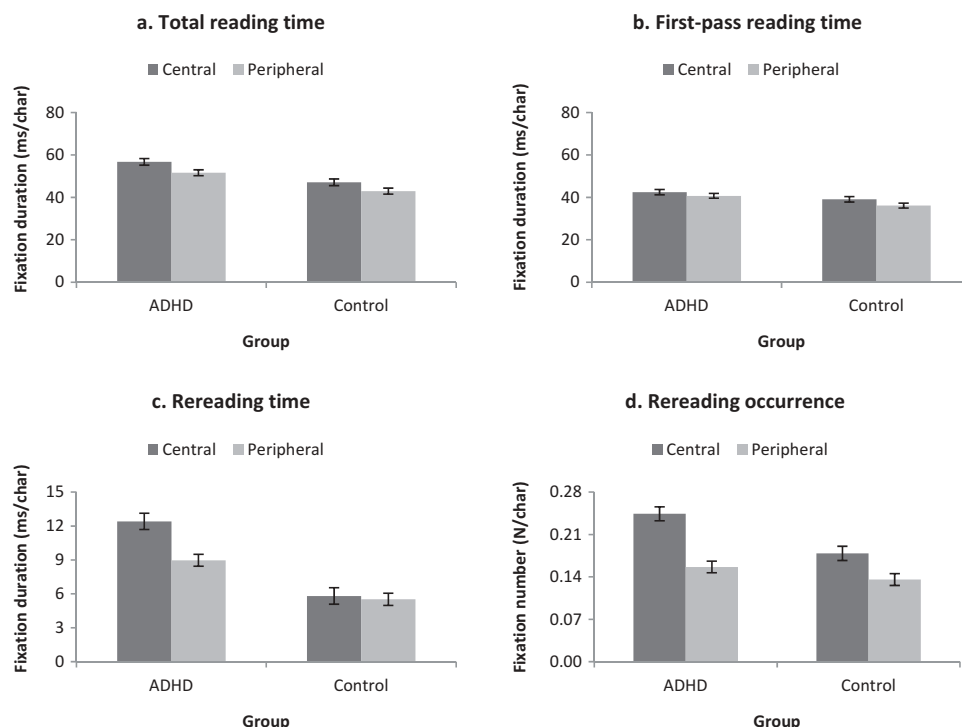 a. Total reading time
Central Peripheral
Fixation duration (ms/char)
80
60
40
20
0
ADHD Control
Group
b. First-pass reading time
Central Peripheral
Fixation duration (ms/char)
80
60
40
20
0
ADHD Control
Group
c. Rereading time
Central Peripheral
Fixation duration (ms/char)
15
12
9
6
3
0
ADHD Control
Group
d. Rereading occurrence
Central Peripheral
Fixation number (N/char)
0.28
0.21
0.14
0.07
0.00
ADHD Control
Group